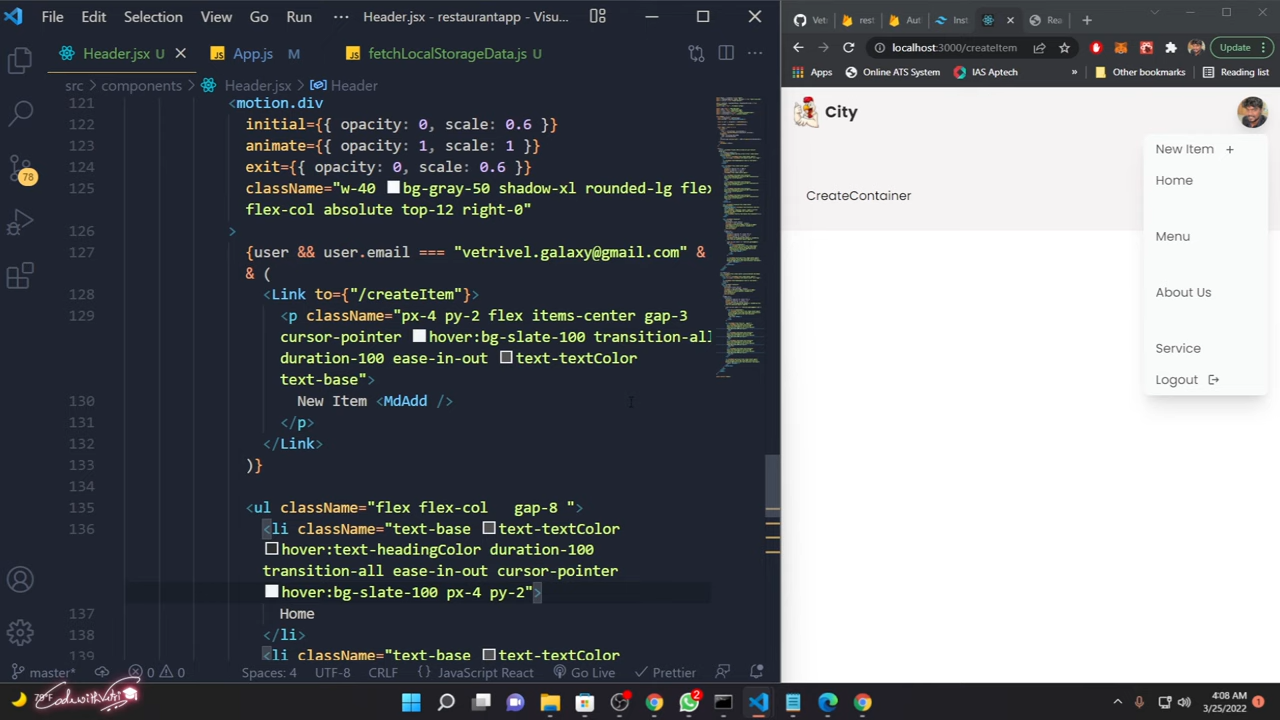 File Edit Selection View Go Run ··· Header.jsx - restaurantapp - Visu...
Header.jsx U App.js M fetchLocalStorageData.js U
src > components > Header.jsx > Header
121 <motion.div
122 initial={{ opacity: 0, scale: 0.6 }}
123 animate={{ opacity: 1, scale: 1 }}
124 exit={{ opacity: 0, scale: 0.6 }}
125 className="w-40 bg-gray-50 shadow-xl rounded-lg flex
flex-col absolute top-12 right-0"
126 >
127 {user && user.email === "vetrivel.galaxy@gmail.com" &
& (
128 <Link to={"/createItem"}>
129 <p className="px-4 py-2 flex items-center gap-3
cursor-pointer hover:bg-slate-100 transition-all
duration-100 ease-in-out text-textColor
text-base">
130 New Item <MdAdd />
131 </p>
132 </Link>
133 )}
134
135 <ul className="flex flex-col gap-8 ">
136 <li className="text-base text-textColor
hover:text-headingColor duration-100
transition-all ease-in-out cursor-pointer
hover:bg-slate-100 px-4 py-2">
137 Home
138 </li>
139 <li className="text-base text-textColor
78
master* 0 0 Spaces: 4 UTF-8 CRLF JavaScript React Go Live Prettier
Vet rest Aut Inst Rea
localhost:3000/createItem Update
Apps Online ATS System IAS Aptech » Other bookmarks Reading list
City
New Item +
Home
CreateContainer
Menu
About Us
Service
Logout
78°F
2
4:08 AM
3/25/2022
1